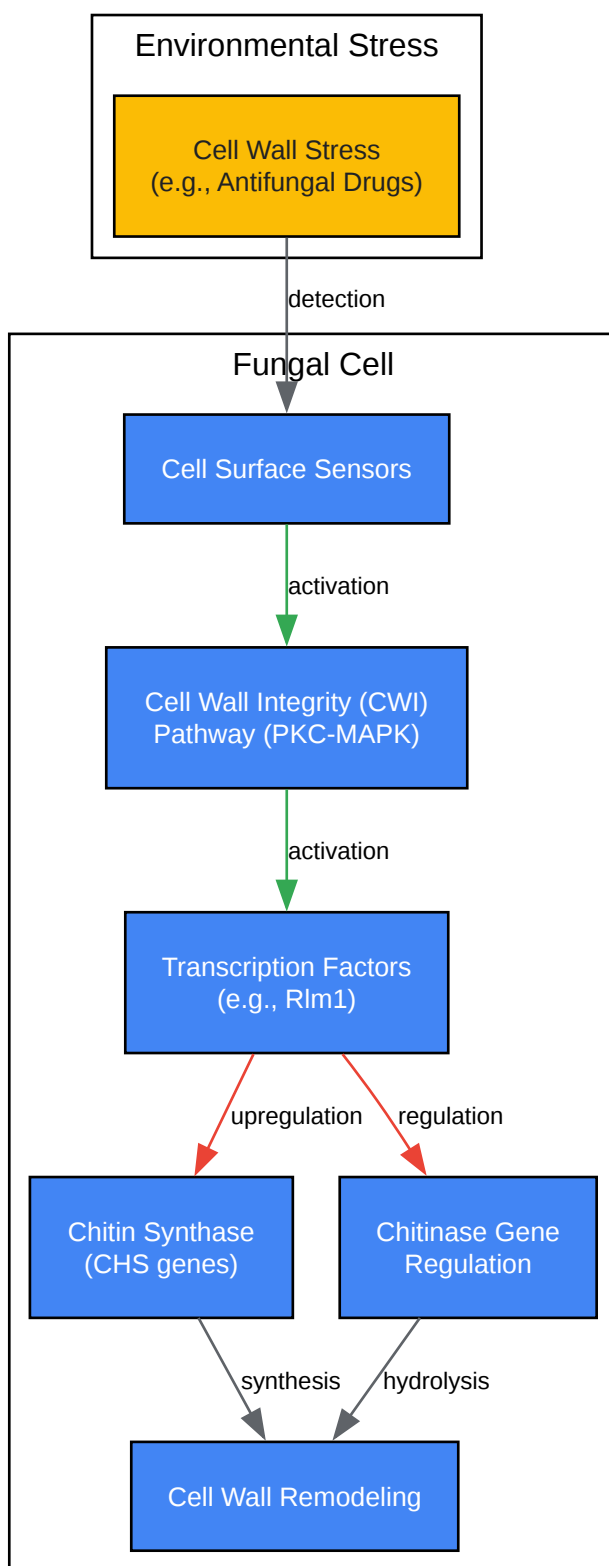 Environmental Stress
Cell Wall Stress
(e.g., Antifungal Drugs)
detection
Fungal Cell
Cell Surface Sensors
activation
Cell Wall Integrity (CWI)
Pathway (PKC-MAPK)
activation
Transcription Factors
(e.g., Rlm1)
upregulation
regulation
Chitin Synthase
(CHS genes)
Chitinase Gene
Regulation
synthesis
hydrolysis
Cell Wall Remodeling